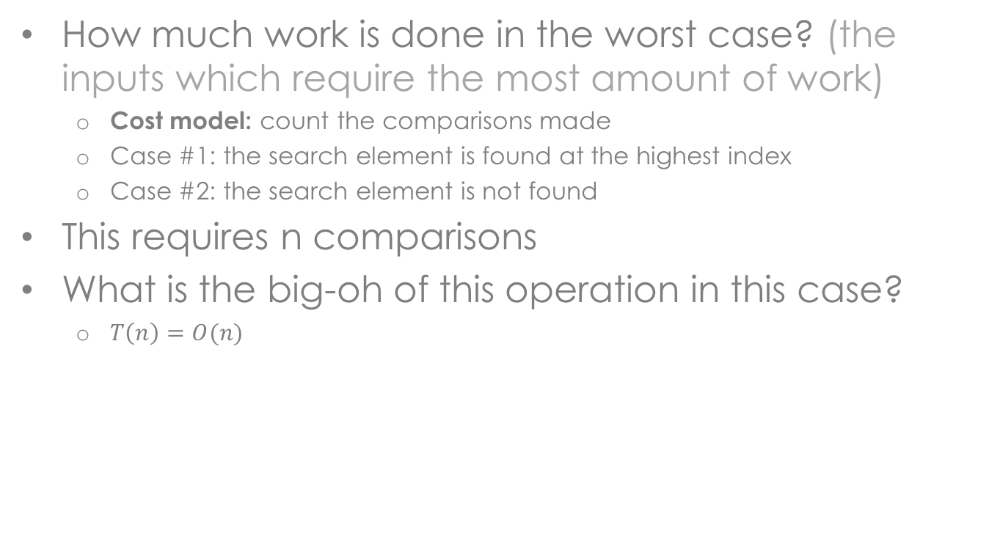 • How much work is done in the worst case? (the
inputs which require the most amount of work)
○ Cost model: count the comparisons made
○ Case #1: the search element is found at the highest index
○ Case #2: the search element is not found
• This requires n comparisons
• What is the big-oh of this operation in this case?
○ T(n) = O(n)